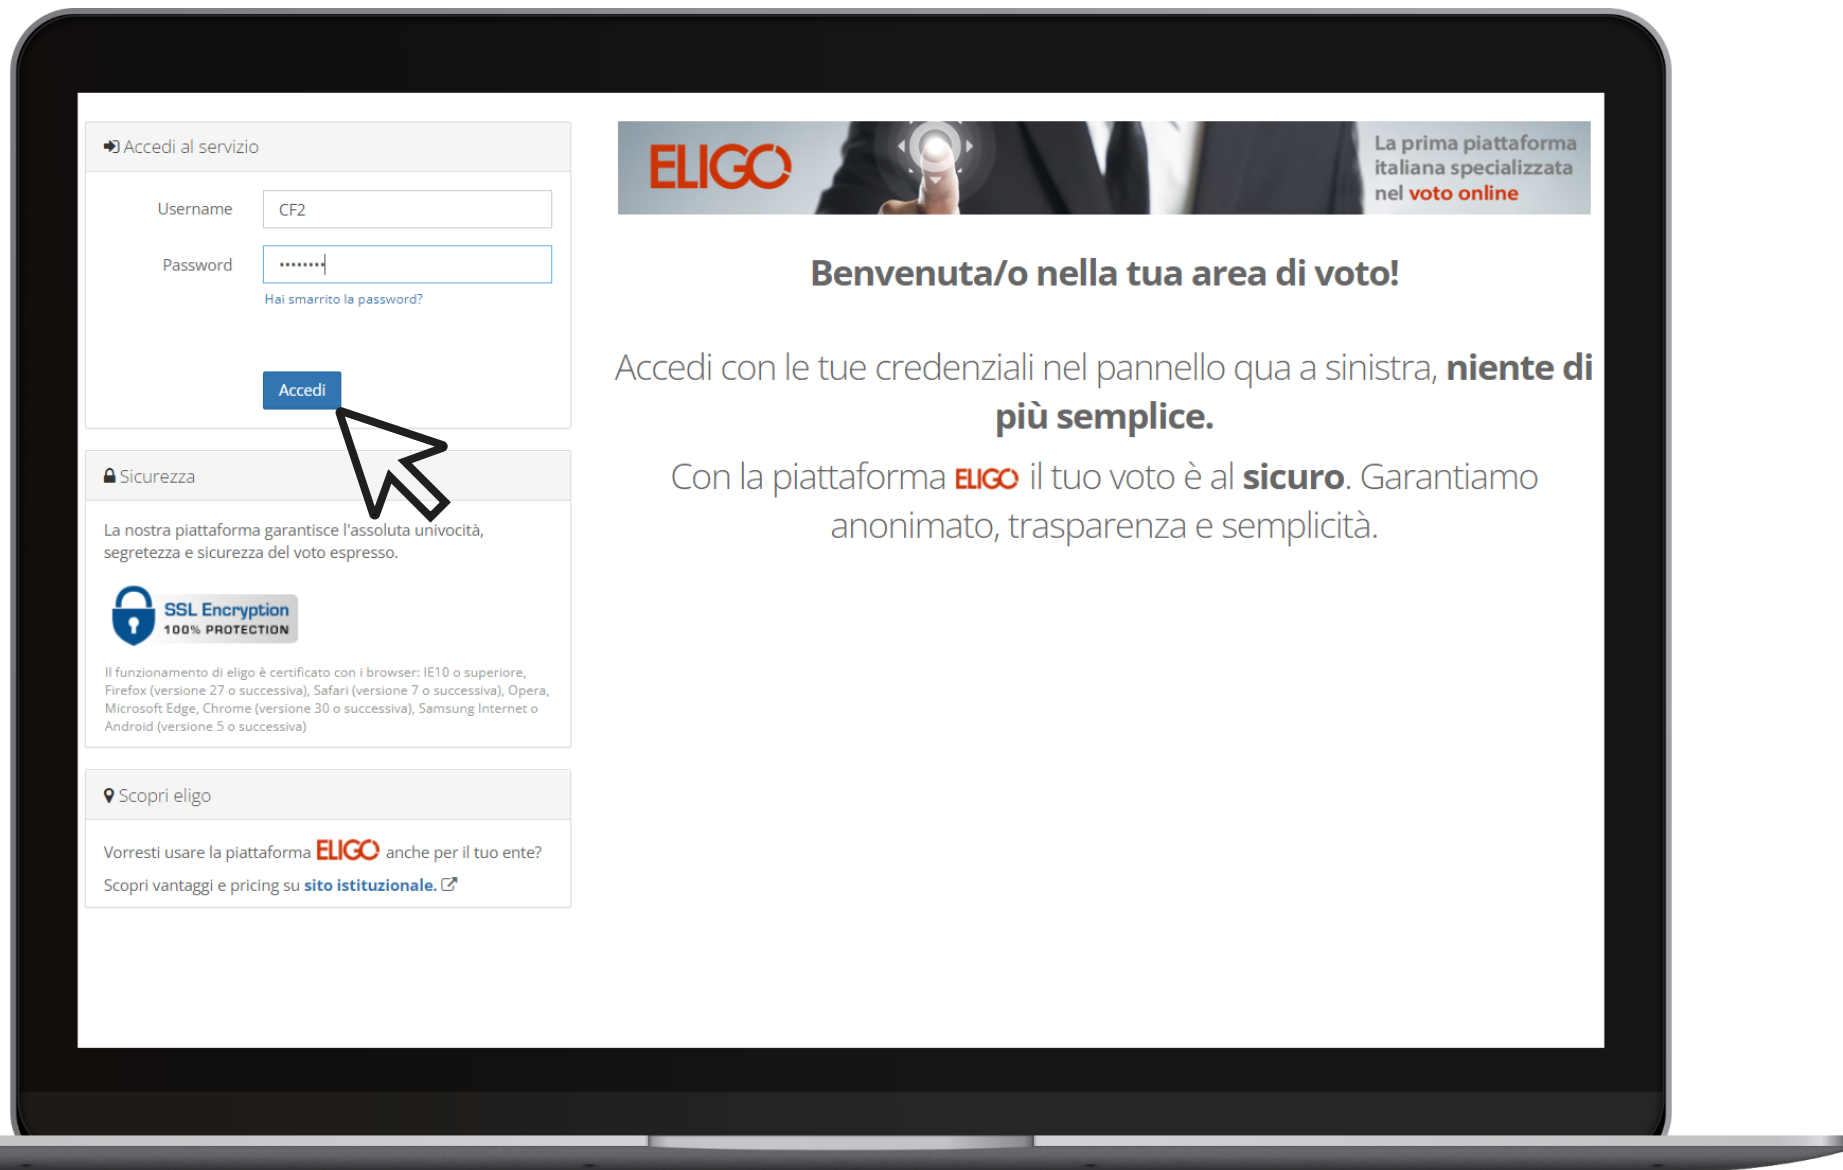 Accedi al servizio
Username
CF2
Password
••••••••
Hai smarrito la password?
Accedi
Sicurezza
La nostra piattaforma garantisce l'assoluta univocità,
segretezza e sicurezza del voto espresso.
SSL Encryption
100% PROTECTION
Il funzionamento di eligo è certificato con i browser: IE10 o superiore,
Firefox (versione 27 o successiva), Safari (versione 7 o successiva), Opera,
Microsoft Edge, Chrome (versione 30 o successiva), Samsung Internet o
Android (versione 5 o successiva)
Scopri eligo
Vorresti usare la piattaforma ELIGO anche per il tuo ente?
Scopri vantaggi e pricing su sito istituzionale.
ELIGO
La prima piattaforma
italiana specializzata
nel voto online
Benvenuta/o nella tua area di voto!
Accedi con le tue credenziali nel pannello qua a sinistra, niente di
più semplice.
Con la piattaforma ELIGO il tuo voto è al sicuro. Garantiamo
anonimato, trasparenza e semplicità.